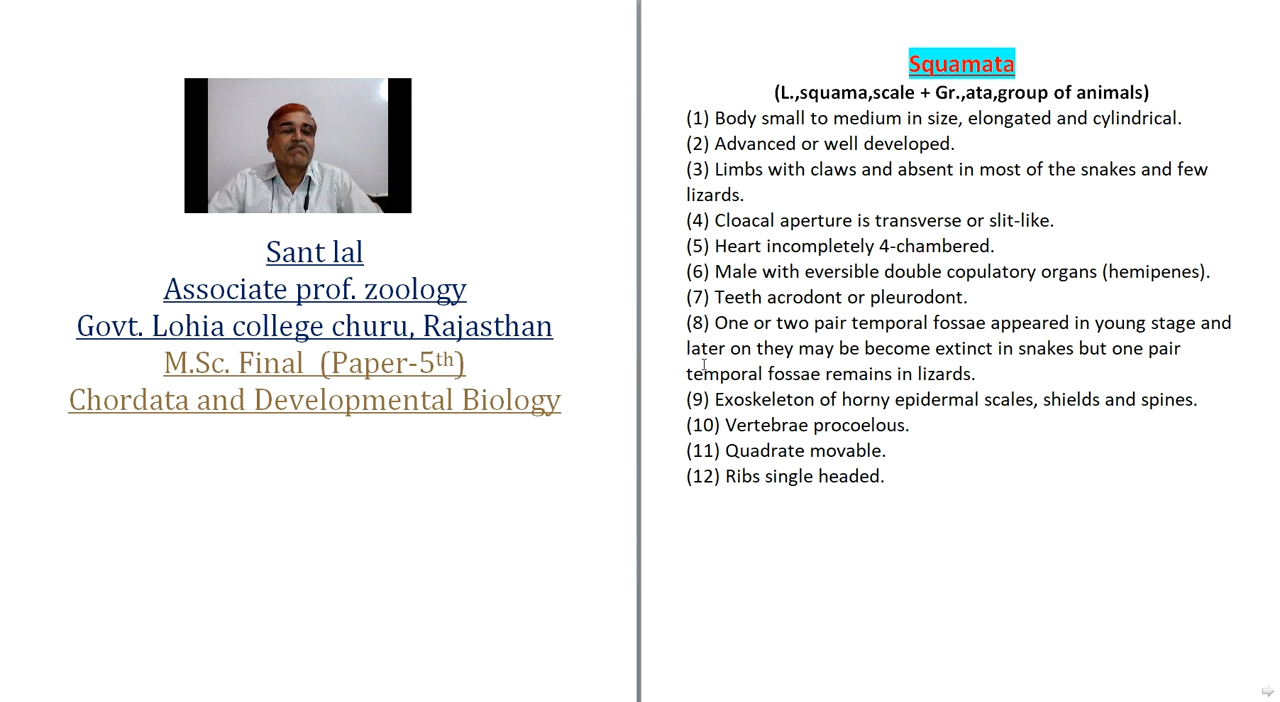 Sant lal
Associate prof. zoology
Govt. Lohia college churu, Rajasthan
M.Sc. Final (Paper-5th)
Chordata and Developmental Biology
Squamata
(L.,squama,scale + Gr.,ata,group of animals)
(1) Body small to medium in size, elongated and cylindrical.
(2) Advanced or well developed.
(3) Limbs with claws and absent in most of the snakes and few
lizards.
(4) Cloacal aperture is transverse or slit-like.
(5) Heart incompletely 4-chambered.
(6) Male with eversible double copulatory organs (hemipenes).
(7) Teeth acrodont or pleurodont.
(8) One or two pair temporal fossae appeared in young stage and
later on they may be become extinct in snakes but one pair
temporal fossae remains in lizards.
(9) Exoskeleton of horny epidermal scales, shields and spines.
(10) Vertebrae procoelous.
(11) Quadrate movable.
(12) Ribs single headed.